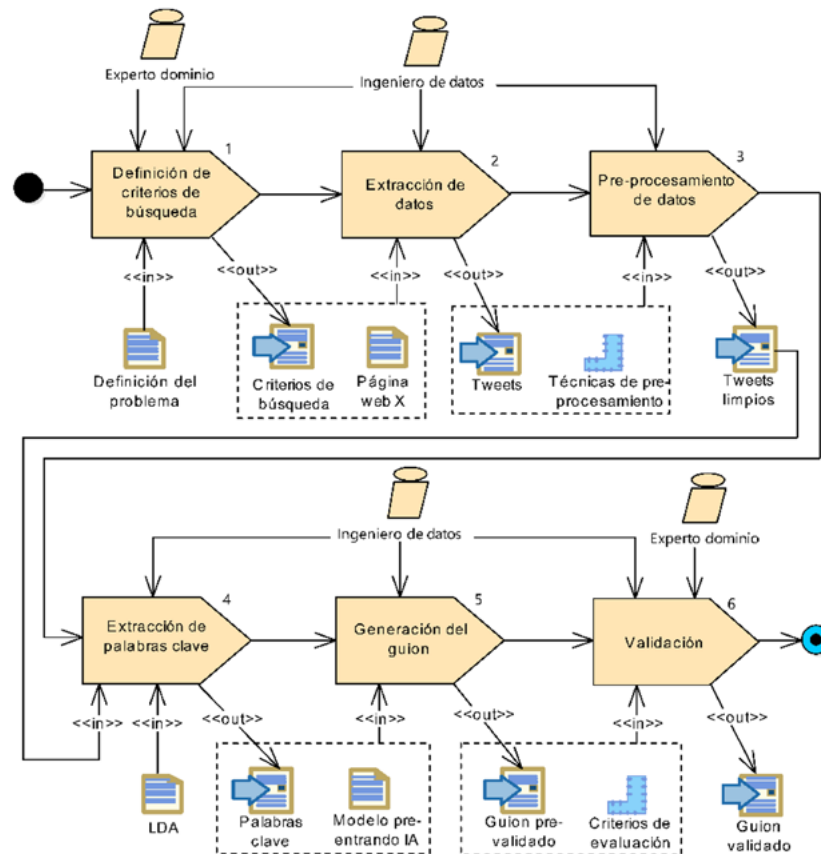 Experto dominio
Ingeniero de datos
1
Definición de
criterios de
búsqueda
2
Extracción de
datos
3
Pre-procesamiento
de datos
<<in>>
<<out>>
<<in>>
<<out>>
<<in>>
<<out>>
Definición del
problema
Criterios de
búsqueda
Página
web X
Tweets
Técnicas de pre-
procesamiento
Tweets
limpios
Ingeniero de datos
Experto dominio
4
Extracción de
palabras clave
5
Generación del
guion
6
Validación
<<in>>
<<in>>
<<out>>
<<in>>
<<out>>
<<in>>
<<out>>
LDA
Palabras
clave
Modelo pre-
entrando IA
Guion pre-
validado
Criterios de
evaluación
Guion
validado